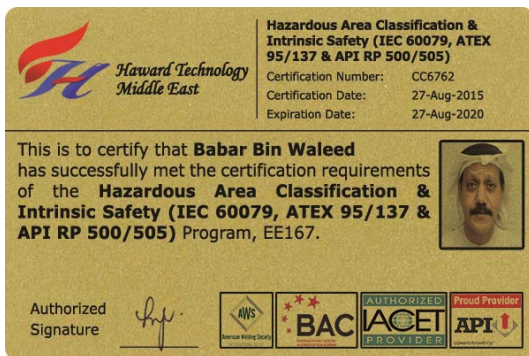 Haward Technology
Middle East
Hazardous Area Classification &
Intrinsic Safety (IEC 60079, ATEX
95/137 & API RP 500/505)
Certification Number: CC6762
Certification Date: 27-Aug-2015
Expiration Date: 27-Aug-2020
This is to certify that Babar Bin Waleed
has successfully met the certification requirements
of the Hazardous Area Classification &
Intrinsic Safety (IEC 60079, ATEX 95/137 &
API RP 500/505) Program, EE167.
Authorized
Signature
AWS
American Welding Society
BAC
AUTHORIZED
IACET
PROVIDER
Proud Provider
API